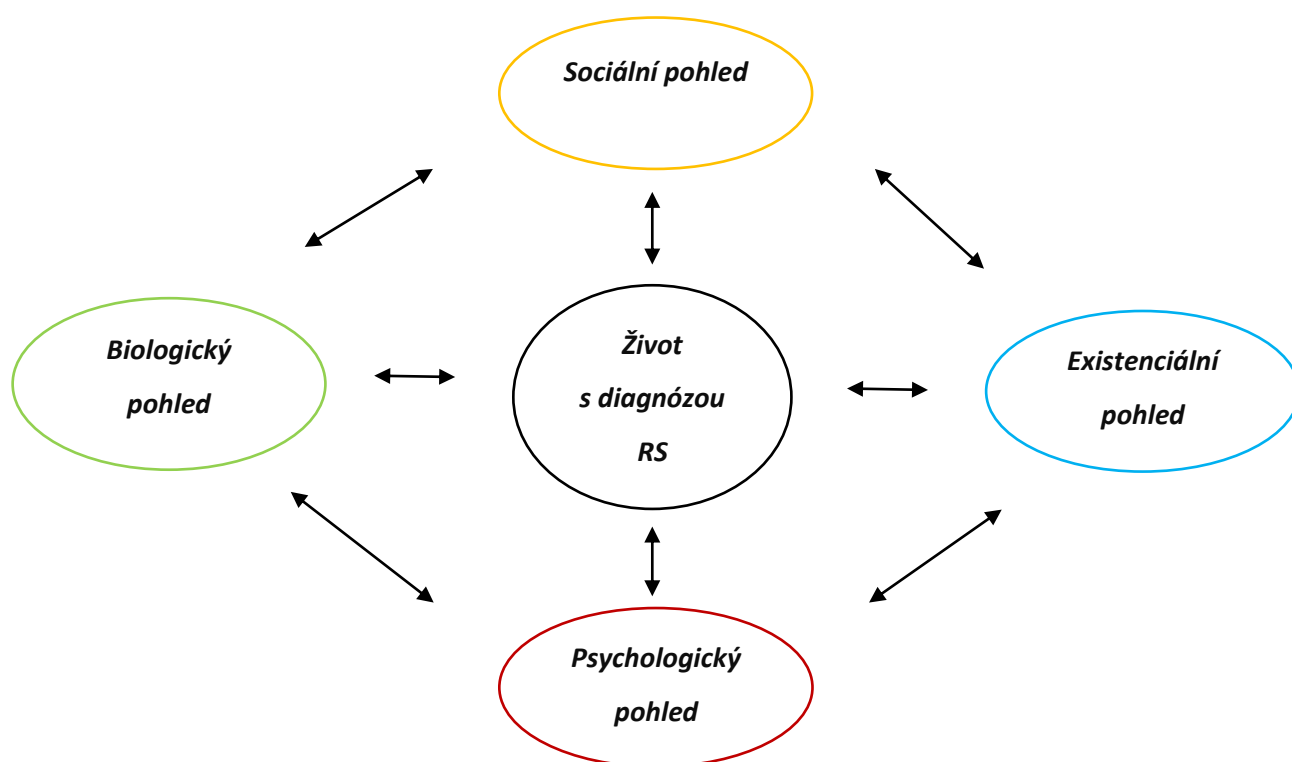 Sociální pohled
Biologický
pohled
Život
s diagnózou
RS
Existenciální
pohled
Psychologický
pohled